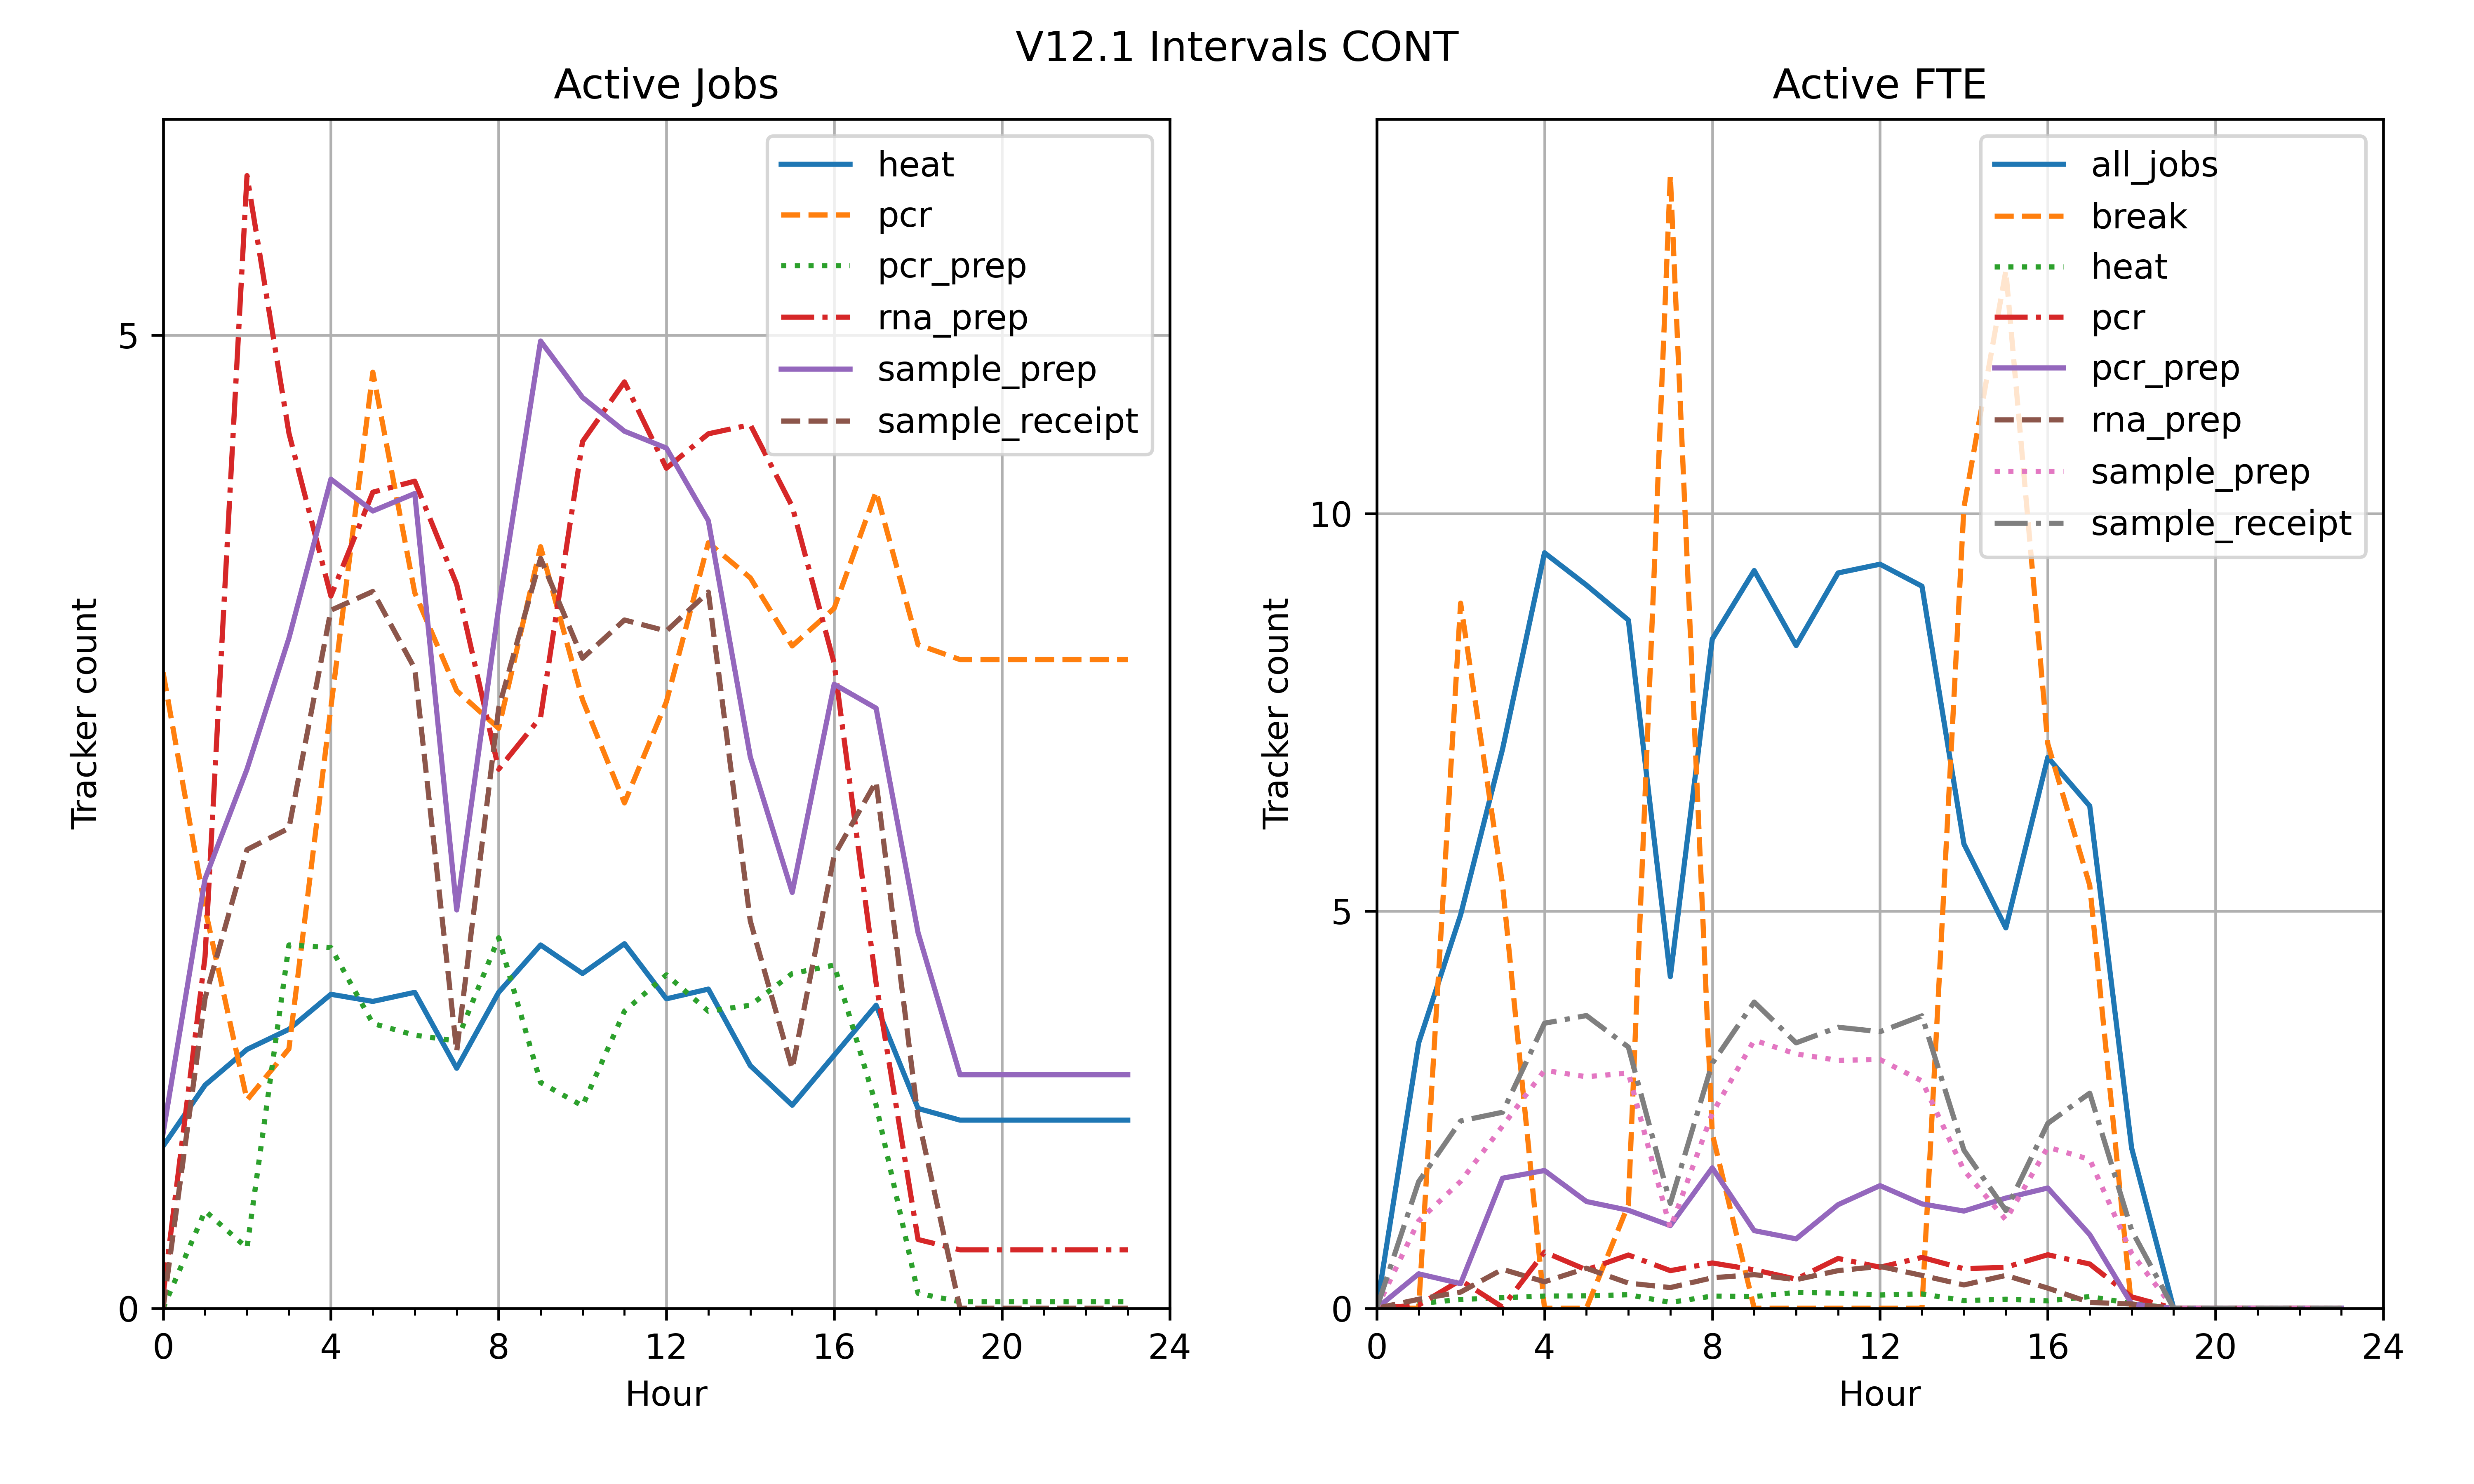 V12.1 Intervals CONT
Active Jobs
heat
pcr
pcr_prep
rna_prep
sample_prep
sample_receipt
5
0
Tracker count
0 4 8 12 16 20 24
Hour
Active FTE
all_jobs
break
heat
pcr
pcr_prep
rna_prep
sample_prep
sample_receipt
10
5
0
Tracker count
0 4 8 12 16 20 24
Hour